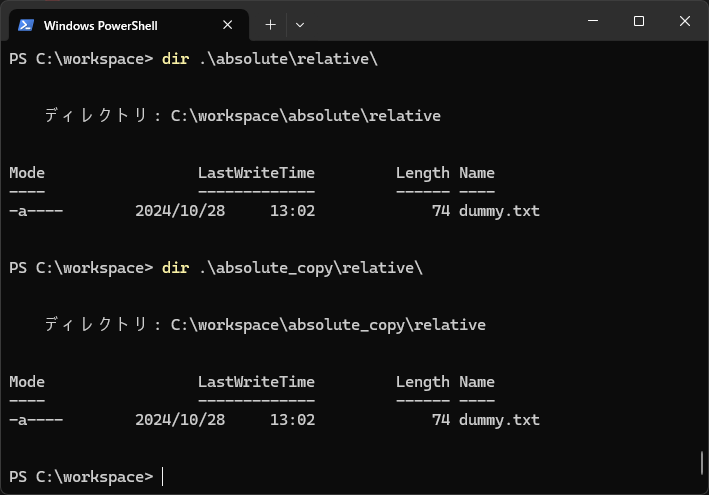 Windows PowerShell
PS C:\workspace> dir .\absolute\relative\
ディレクトリ: C:\workspace\absolute\relative
Mode LastWriteTime Length Name
---- ------------- ------ ----
-a---- 2024/10/28 13:02 74 dummy.txt
PS C:\workspace> dir .\absolute_copy\relative\
ディレクトリ: C:\workspace\absolute_copy\relative
Mode LastWriteTime Length Name
---- ------------- ------ ----
-a---- 2024/10/28 13:02 74 dummy.txt
PS C:\workspace>